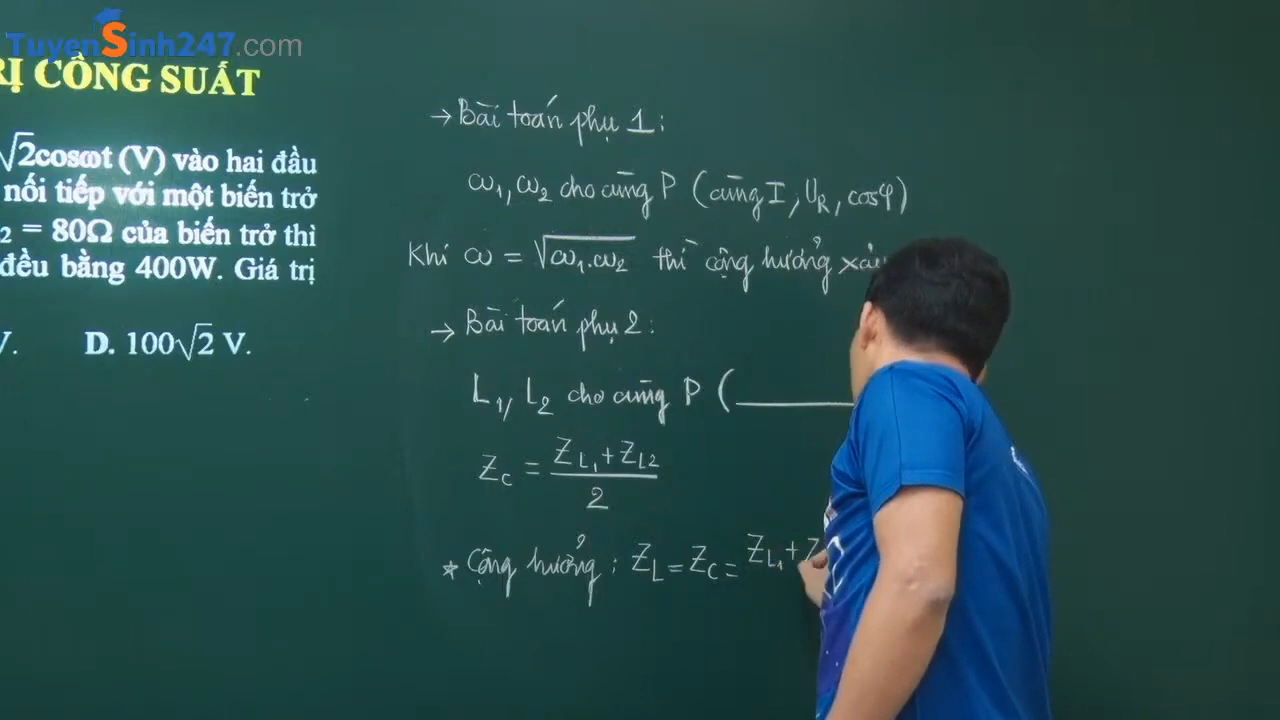 TuyenSinh247.com
RỊ CÔNG SUẤT
√2cosωt (V) vào hai đầu
nối tiếp với một biến trở
₂ = 80Ω của biến trở thì
đều bằng 400W. Giá trị
V. D. 100√2 V.
→ Bài toán phụ 1:
ω₁, ω₂ cho cùng P (cùng I, U_R, cosφ)
Khi ω = √ω₁.ω₂ thì cộng hưởng
→ Bài toán phụ 2:
L₁, L₂ cho cùng P (
Z_C = (Z_L₁ + Z_L2)/2
* Cộng hưởng: Z_L = Z_C = Z_L₁ + Z